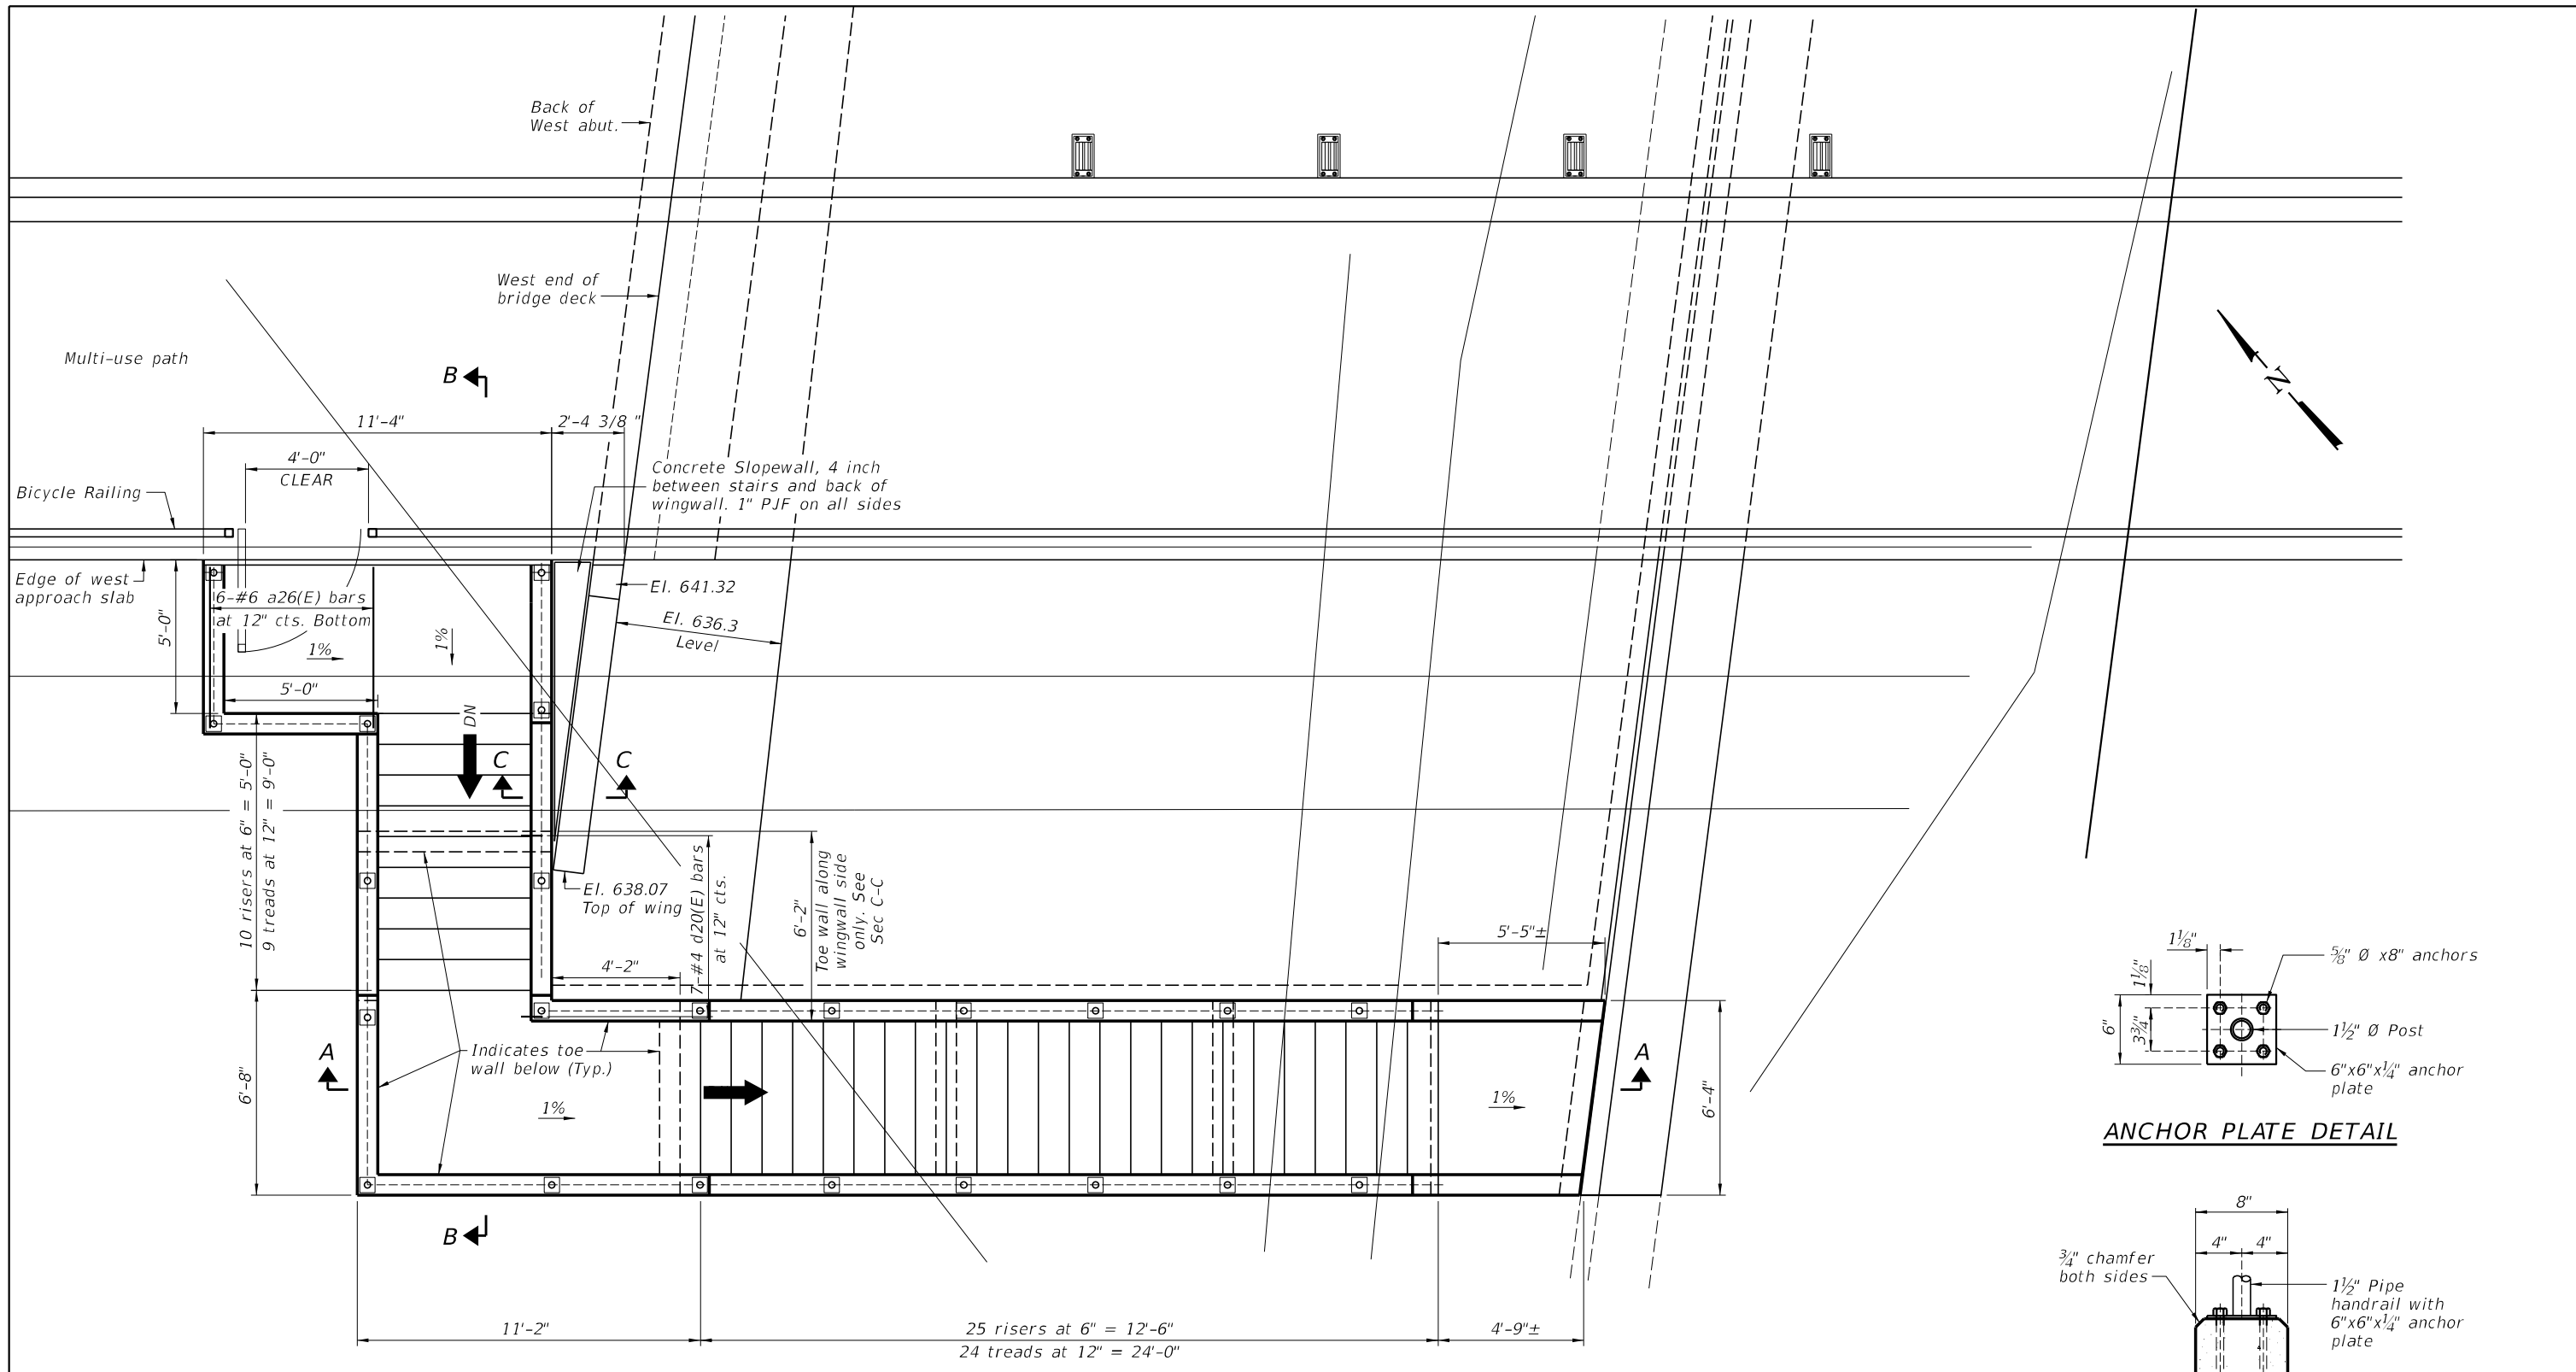 Back of
West abut.
West end of
bridge deck
Multi-use path
B
N
11'-4"
2'-4 3/8 "
4'-0"
CLEAR
Concrete Slopewall, 4 inch
between stairs and back of
wingwall. 1" PJF on all sides
Bicycle Railing
Edge of west
approach slab
5'-0"
6-#6 a26(E) bars
at 12" cts. Bottom
1%
1%
El. 641.32
El. 636.3
Level
5'-0"
DN
C
C
10 risers at 6" = 5'-0"
9 treads at 12" = 9'-0"
El. 638.07
Top of wing
7-#4 d20(E) bars
at 12" cts.
6'-2"
Toe wall along
wingwall side
only. See
Sec C-C
4'-2"
5'-5"±
A
Indicates toe
wall below (Typ.)
6'-8"
1%
1%
A
6'-4"
B
11'-2"
25 risers at 6" = 12'-6"
24 treads at 12" = 24'-0"
4'-9"±
1⅛"
1⅛"
6"
3¾"
⅝" Ø x8" anchors
1½" Ø Post
6"x6"x¼" anchor
plate
ANCHOR PLATE DETAIL
8"
4"
4"
¾" chamfer
both sides
1½" Pipe
handrail with
6"x6"x¼" anchor
plate